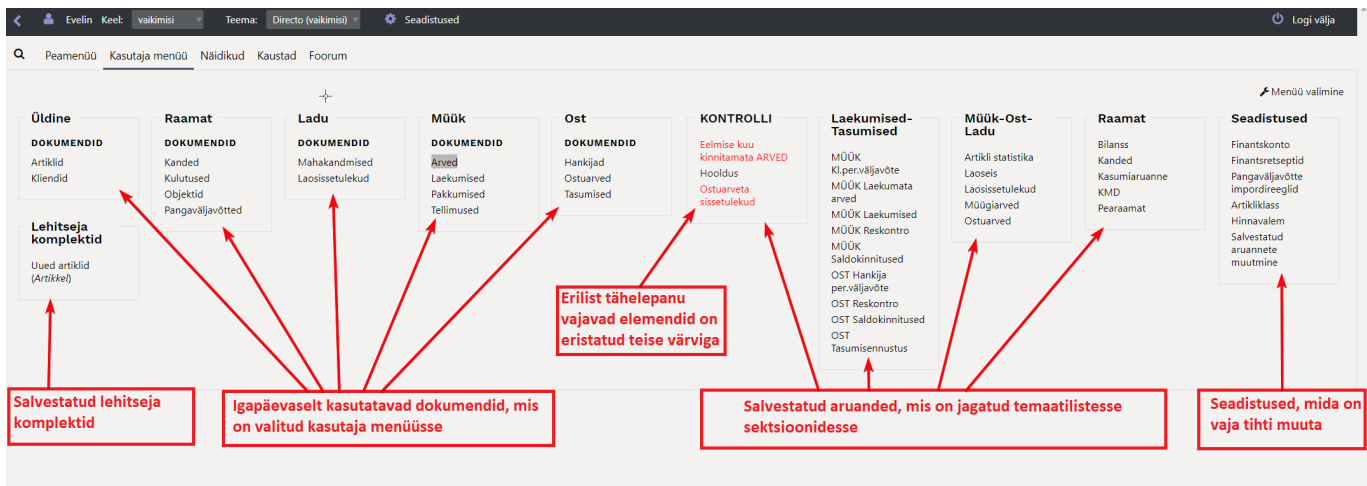 Evelin Keel: vaikimisi Teema: Directo (vaikimisi) Seadistused Logi välja
Peamenüü Kasutaja menüü Näidikud Kaustad Foorum
Menüü valimine
Üldine
DOKUMENDID
Artiklid
Kliendid
Lehitseja
komplektid
Uued artiklid
(Artikkel)
Raamat
DOKUMENDID
Kanded
Kulutused
Objektid
Pangaväljavõtted
Ladu
DOKUMENDID
Mahakandmised
Laosissetulekud
Müük
DOKUMENDID
Arved
Laekumised
Pakkumised
Tellimused
Ost
DOKUMENDID
Hankijad
Ostuarved
Tasumised
KONTROLLI
Eelmise kuu
kinnitamata ARVED
Hooldus
Ostuarveta
sissetulekud
Laekumised-
Tasumised
MÜÜK
Kl.per.väljavõte
MÜÜK Laekumata
arved
MÜÜK Laekumised
MÜÜK Reskontro
MÜÜK
Saldokinnitused
OST Hankija
per.väljavõte
OST Reskontro
OST Saldokinnitused
OST
Tasumisennustus
Müük-Ost-
Ladu
Artikli statistika
Laoseis
Laosissetulekud
Müügiarved
Ostuarved
Raamat
Bilanss
Kanded
Kasumiaruanne
KMD
Pearaamat
Seadistused
Finantskonto
Finantsretseptid
Pangaväljavõtte
impordireeglid
Artikliklass
Hinnavalem
Salvestatud
aruannete
muutmine
Erilist tähelepanu
vajavad elemendid on
eristatud teise värviga
Salvestatud lehitseja
komplektid
Igapäevaselt kasutatavad dokumendid, mis
on valitud kasutaja menüüsse
Salvestatud aruanded, mis on jagatud temaatilistesse
sektsioonidesse
Seadistused, mida on
vaja tihti muuta